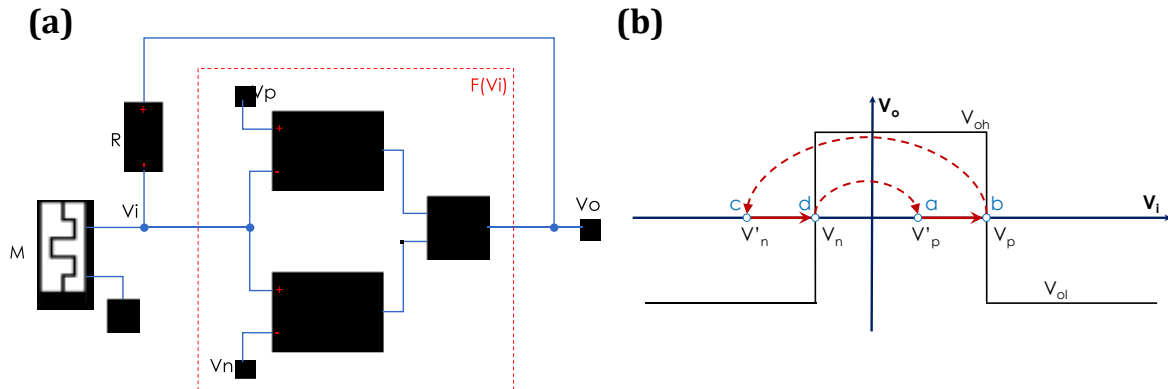 (a)
F(Vi)
Vp
+
R
+
-
-
Vi
Vo
M
+
-
Vn
(b)
Vo
Voh
c
d
a
b
Vi
V'n
Vn
V'p
Vp
Vol